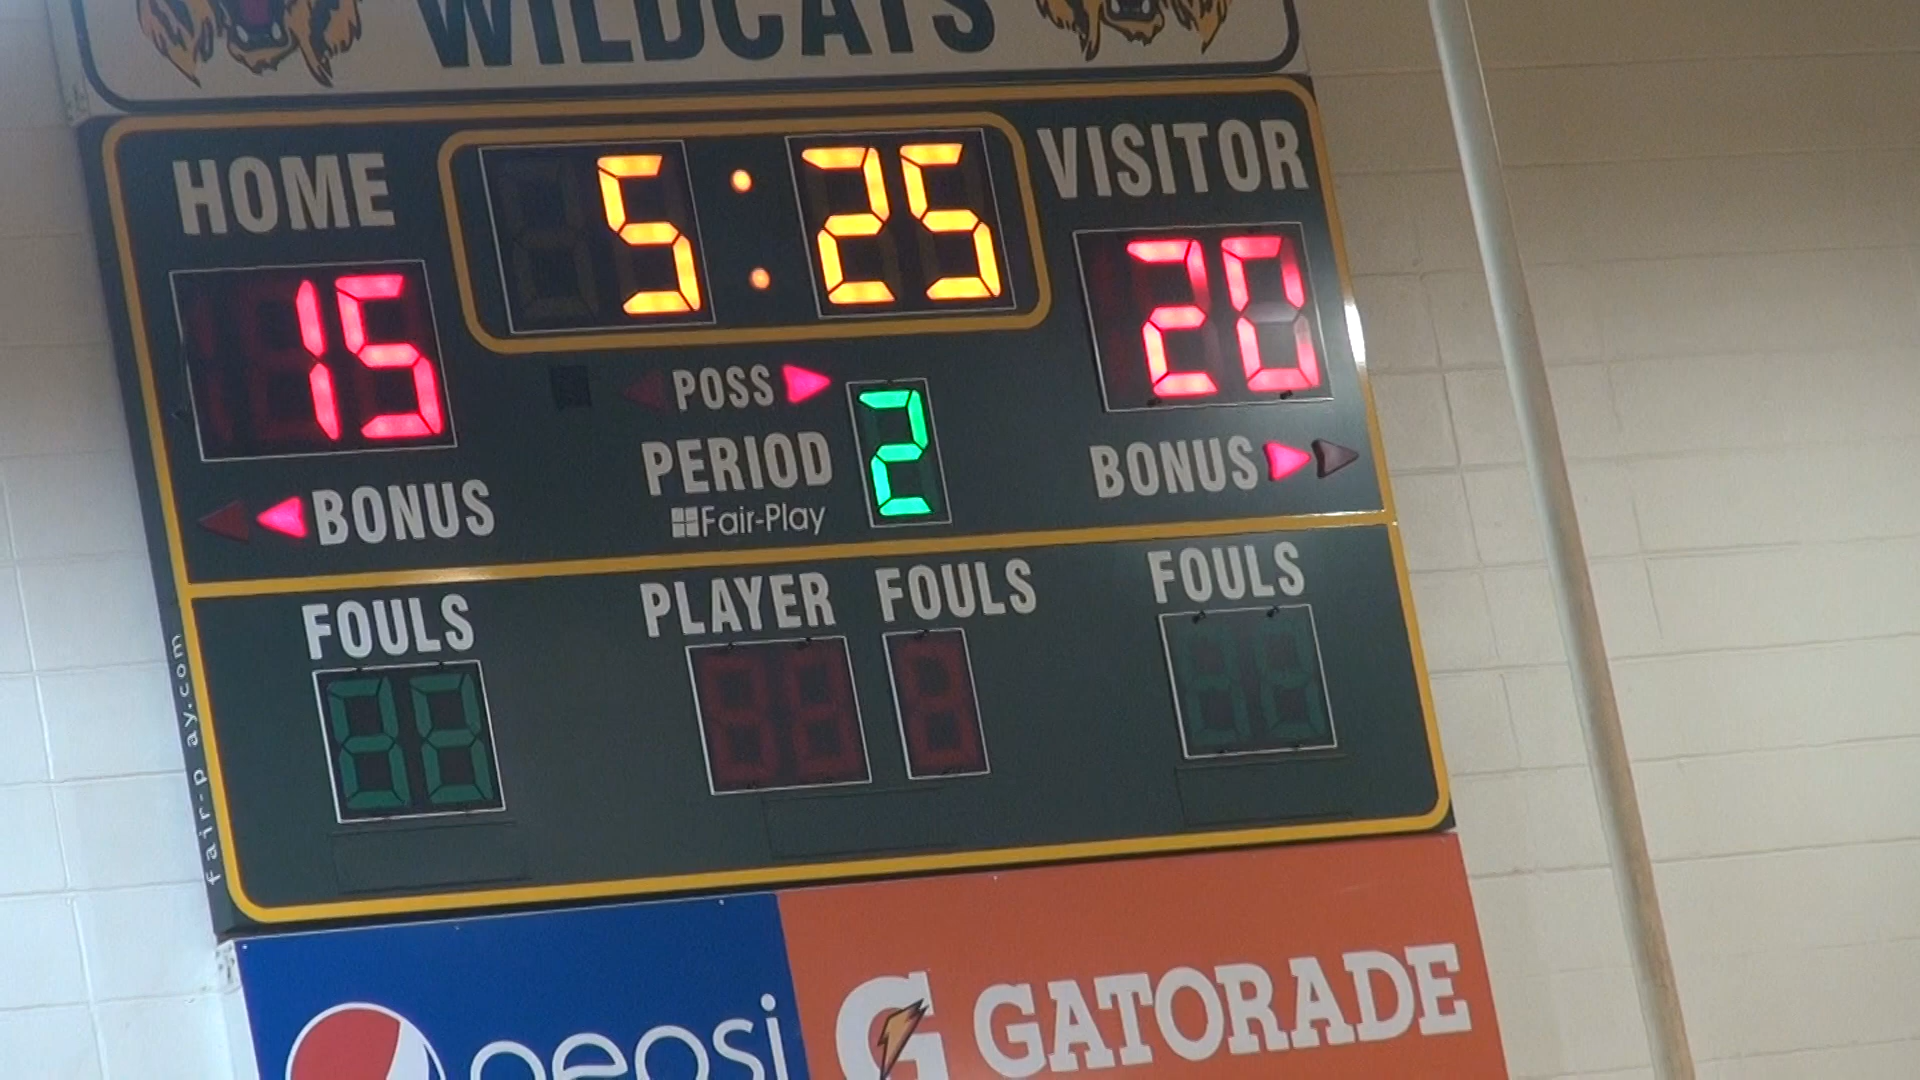 WILDCATS
HOME 5:25 VISITOR
15 20
POSS
PERIOD 2
Fair-Play
BONUS BONUS
FOULS PLAYER FOULS FOULS
fair-p ay.com
pepsi
G GATORADE